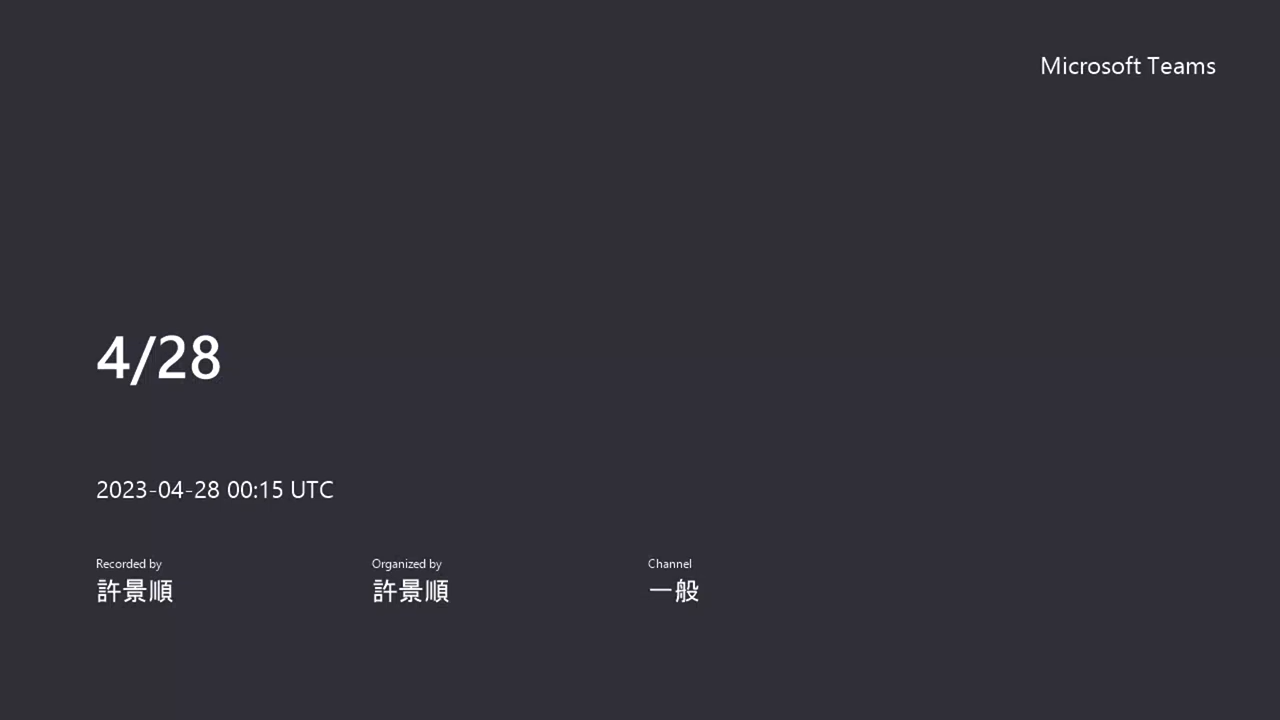 Microsoft Teams
4/28
2023-04-28 00:15 UTC
Recorded by
許景順
Organized by
許景順
Channel
一般